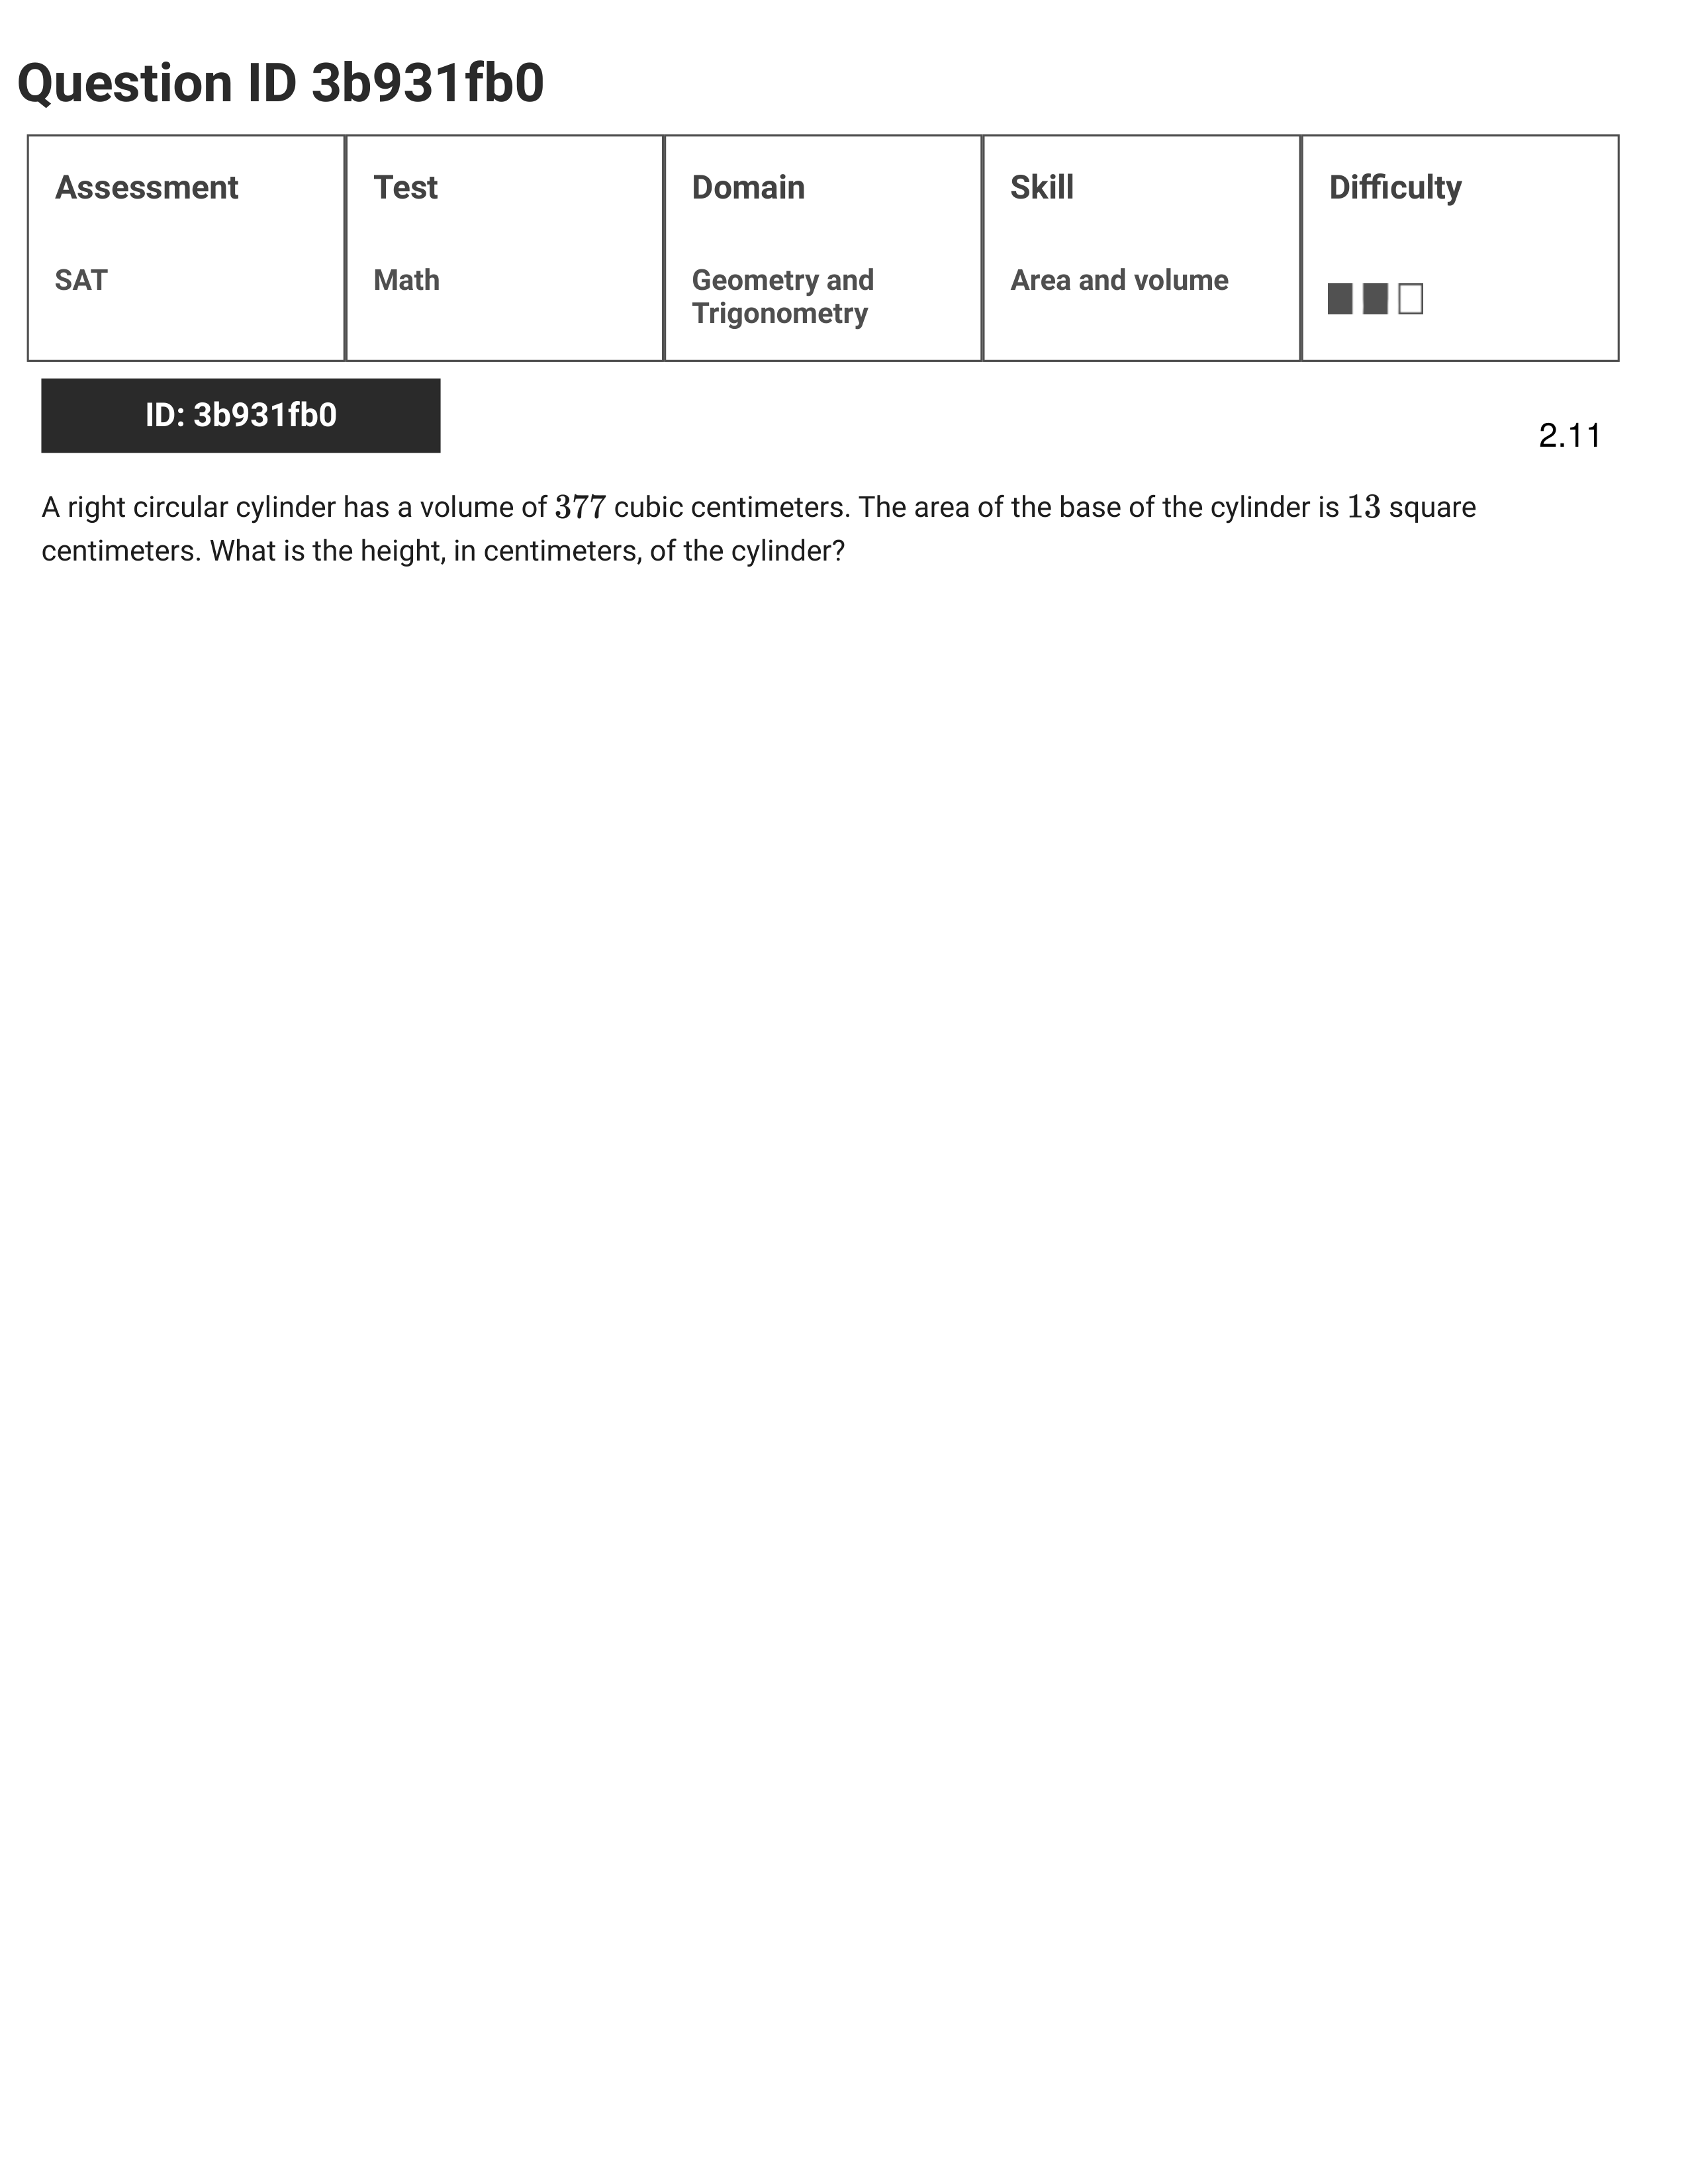 Question ID 3b931fb0
Assessment Test Domain Skill Difficulty
SAT Math Geometry and Trigonometry Area and volume
ID: 3b931fb0
2.11
A right circular cylinder has a volume of 377 cubic centimeters. The area of the base of the cylinder is 13 square
centimeters. What is the height, in centimeters, of the cylinder?